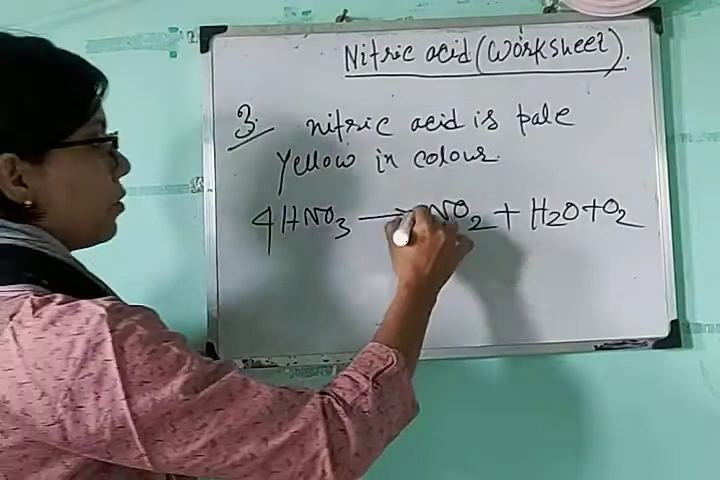 Nitric acid (Worksheet).
3. nitric acid is pale
yellow in colour.
4HNO3 → NO2 + H2O + O2